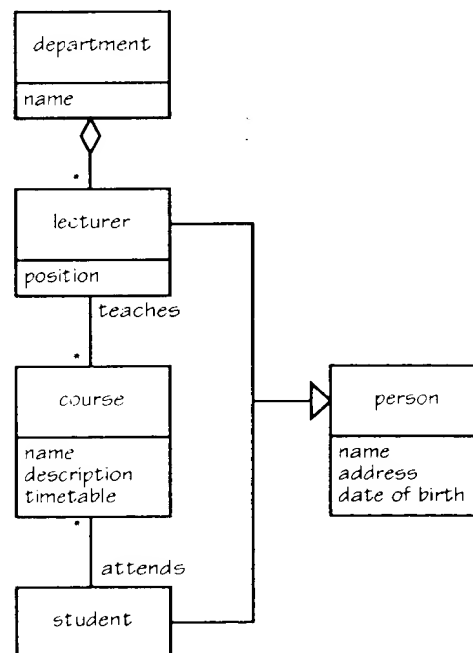 department
name
*
lecturer
position
teaches
*
course
name
description
timetable
*
attends
student
person
name
address
date of birth